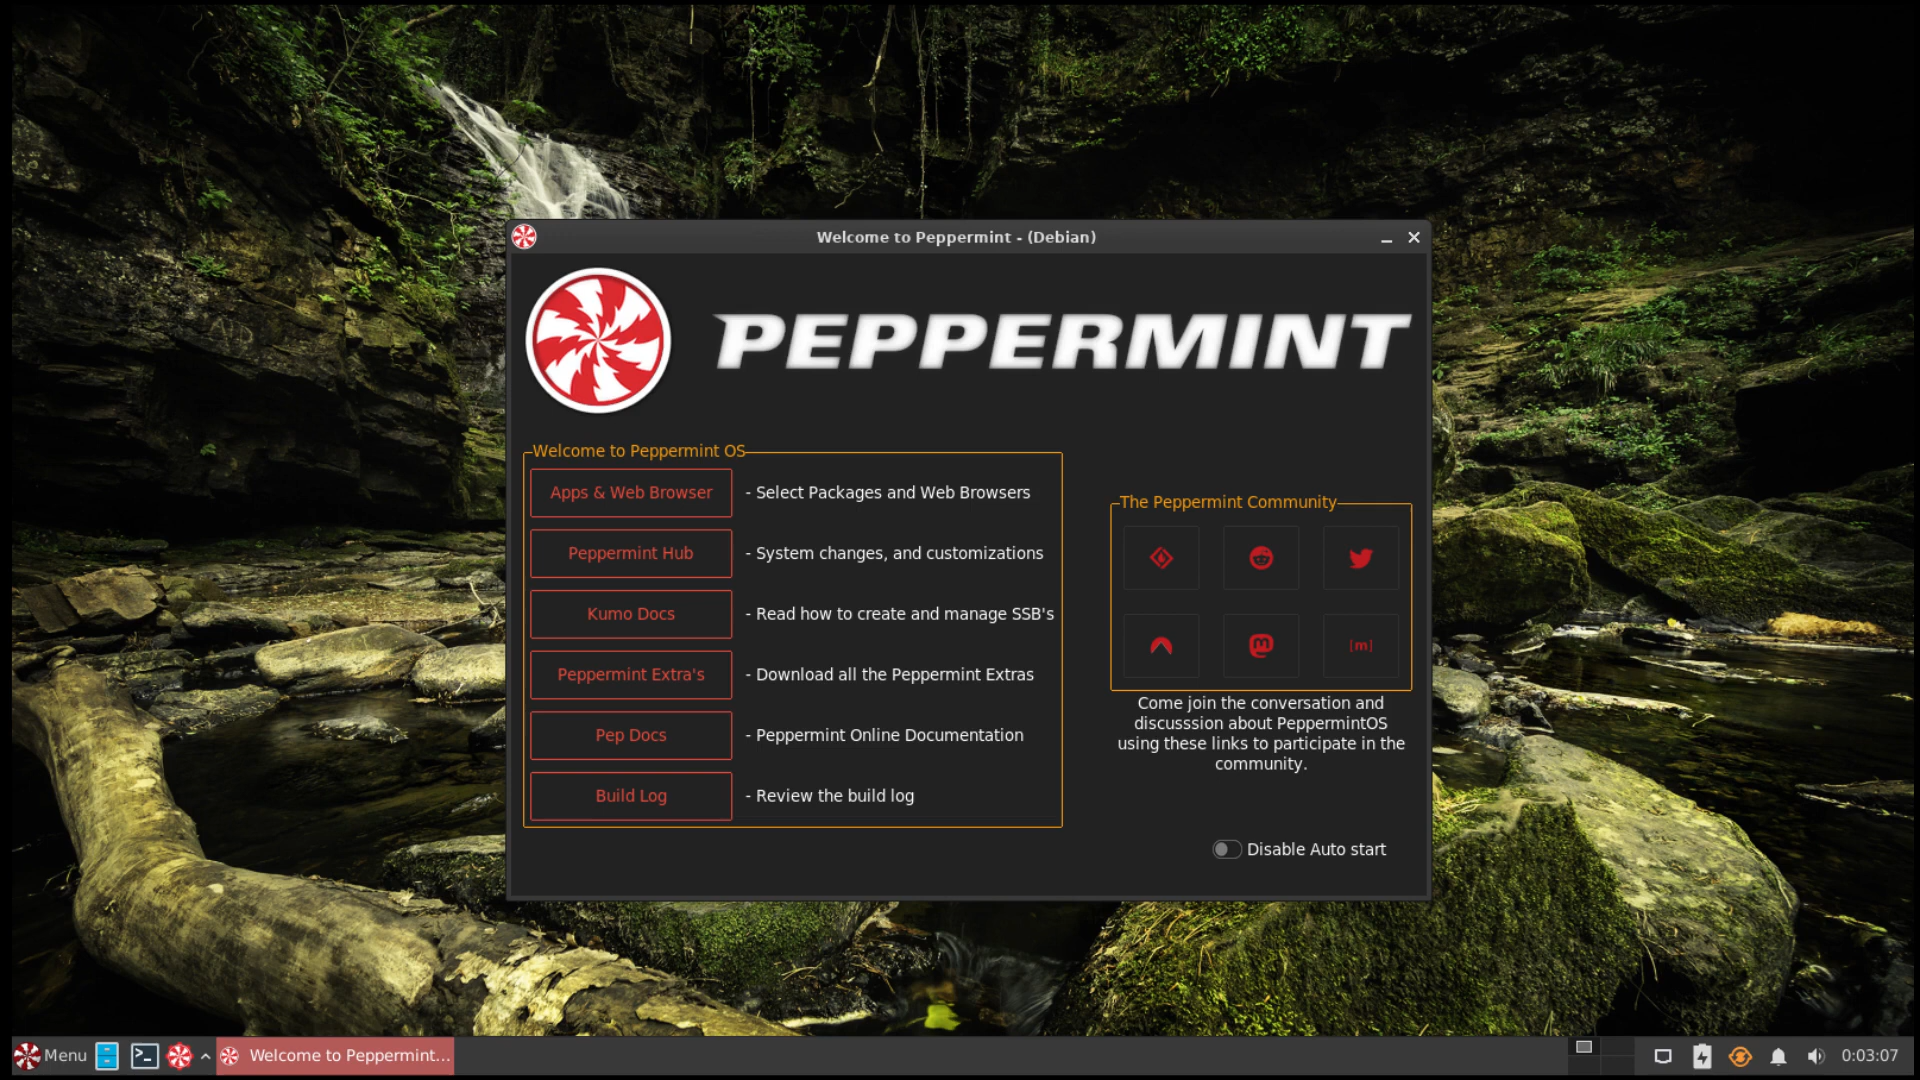 Welcome to Peppermint - (Debian)
PEPPERMINT
Welcome to Peppermint OS
Apps & Web Browser - Select Packages and Web Browsers
Peppermint Hub - System changes, and customizations
Kumo Docs - Read how to create and manage SSB's
Peppermint Extra's - Download all the Peppermint Extras
Pep Docs - Peppermint Online Documentation
Build Log - Review the build log
The Peppermint Community
[m]
Come join the conversation and
discusssion about PeppermintOS
using these links to participate in the
community.
Disable Auto start
Menu
Welcome to Peppermint...
0:03:07